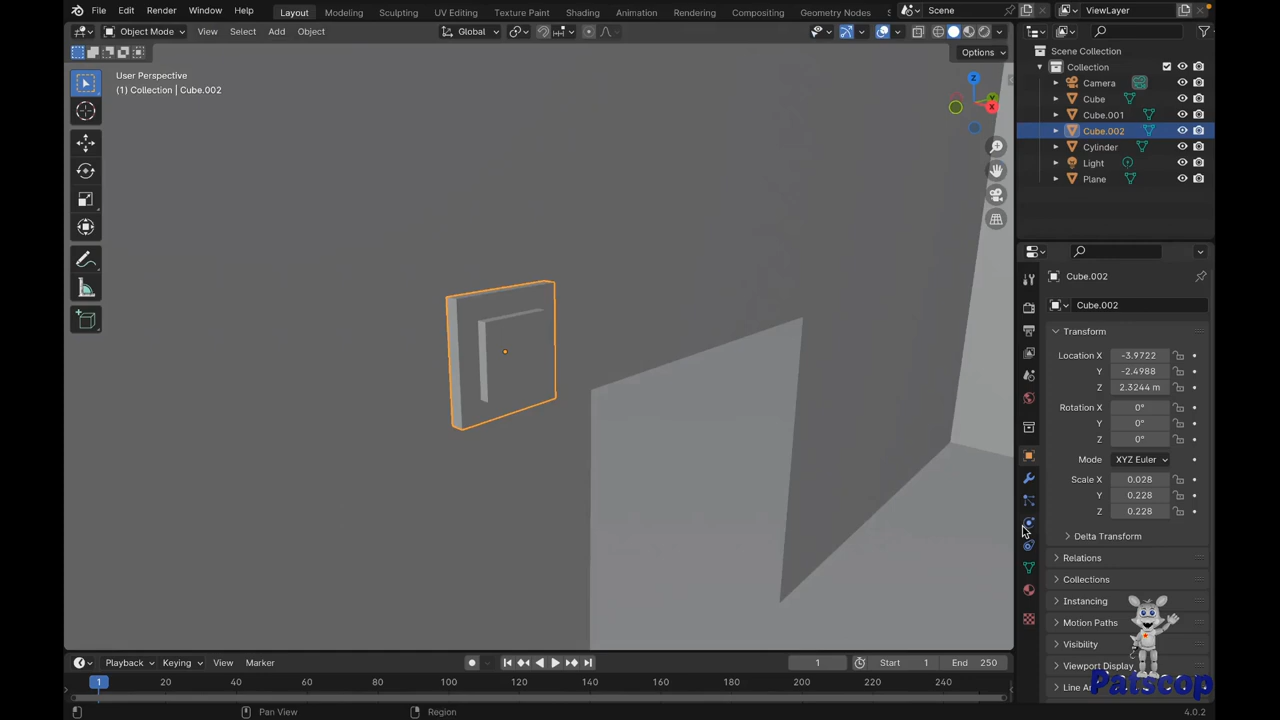 File Edit Render Window Help Layout Modeling Sculpting UV Editing Texture Paint Shading Animation Rendering Compositing Geometry Nodes Scene ViewLayer
Object Mode View Select Add Object Global
Options
User Perspective
(1) Collection | Cube.002
Z
Y
X
Scene Collection
Collection
Camera
Cube
Cube.001
Cube.002
Cylinder
Light
Plane
Cube.002
Cube.002
Transform
Location X -3.9722
Y -2.4988
Z 2.3244 m
Rotation X 0°
Y 0°
Z 0°
Mode XYZ Euler
Scale X 0.028
Y 0.228
Z 0.228
Delta Transform
Relations
Collections
Instancing
Motion Paths
Visibility
Viewport Display
Line Ar
Patscop
Playback Keying View Marker 1 Start 1 End 250
1 20 40 60 80 100 120 140 160 180 200 220 240
Pan View Region 4.0.2